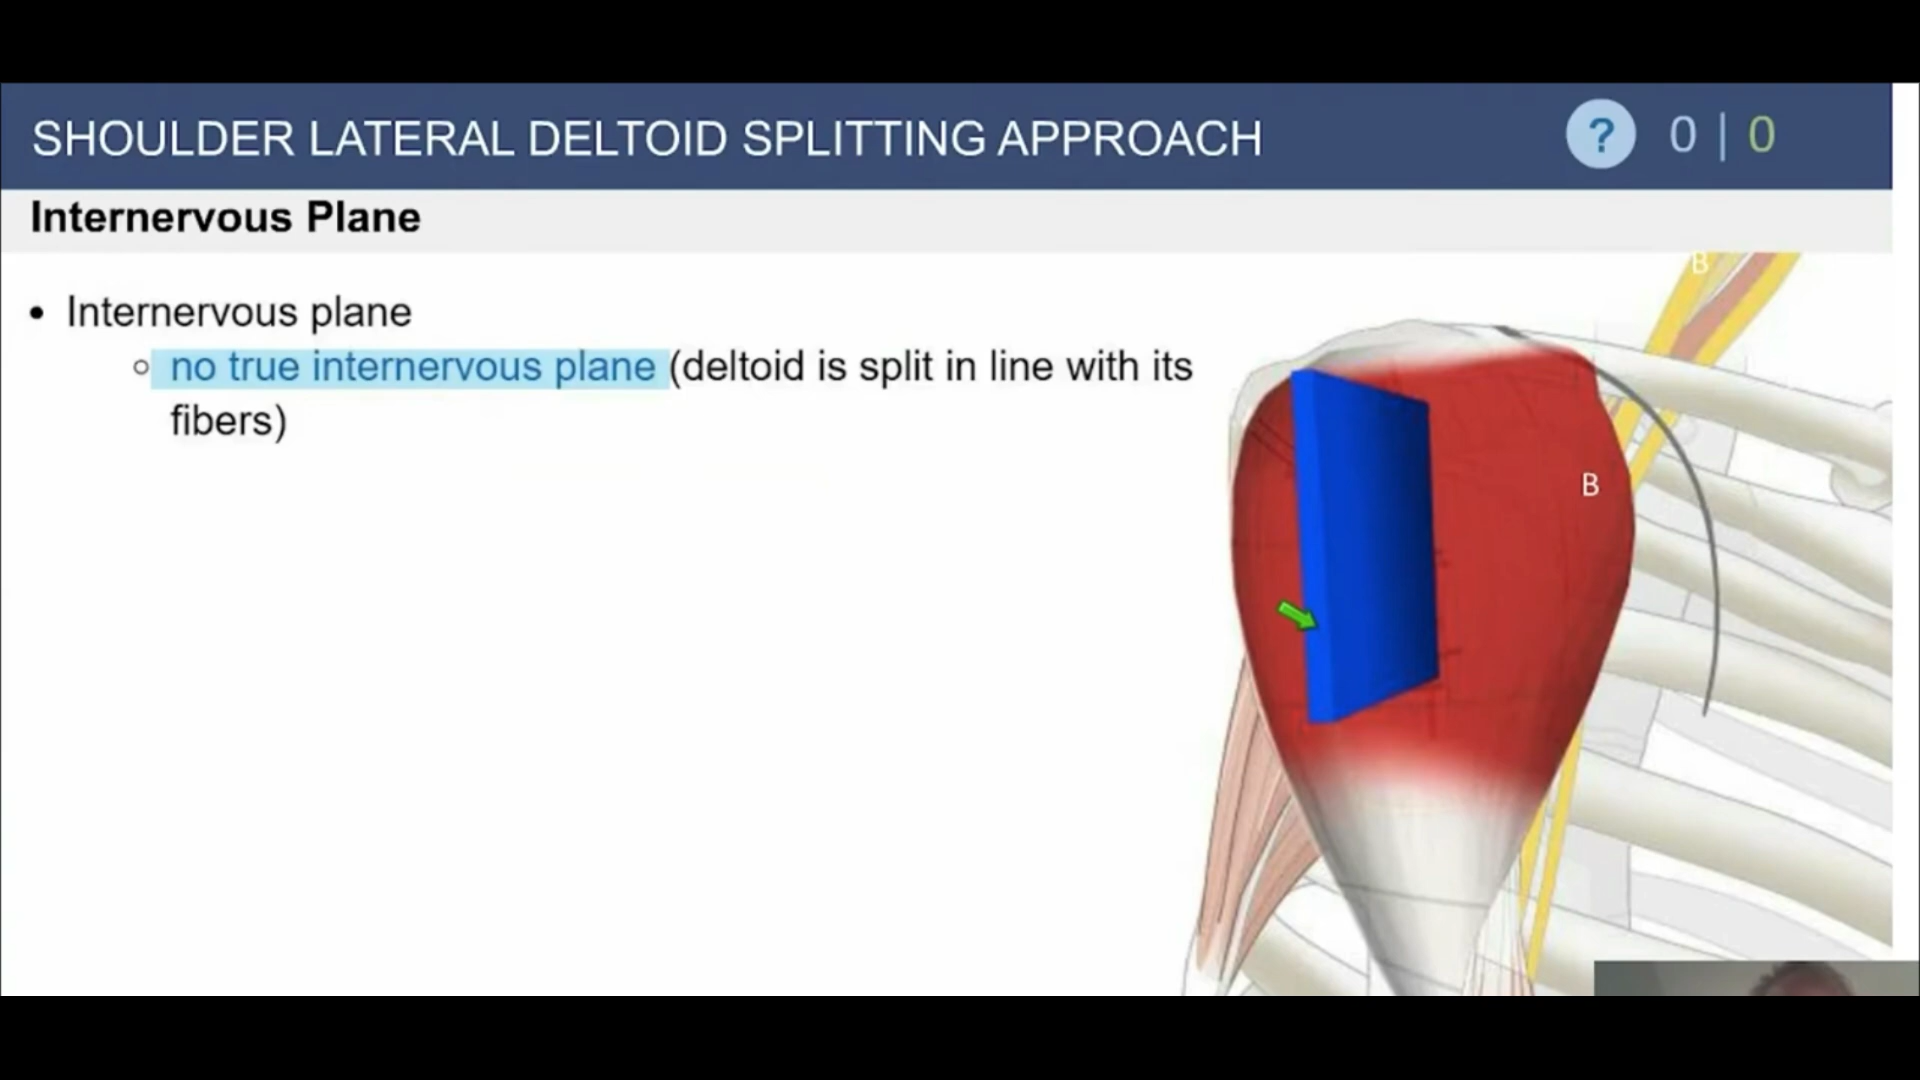 SHOULDER LATERAL DELTOID SPLITTING APPROACH ? 0 | 0
Internervous Plane
• Internervous plane
○ no true internervous plane (deltoid is split in line with its
fibers)
B
B